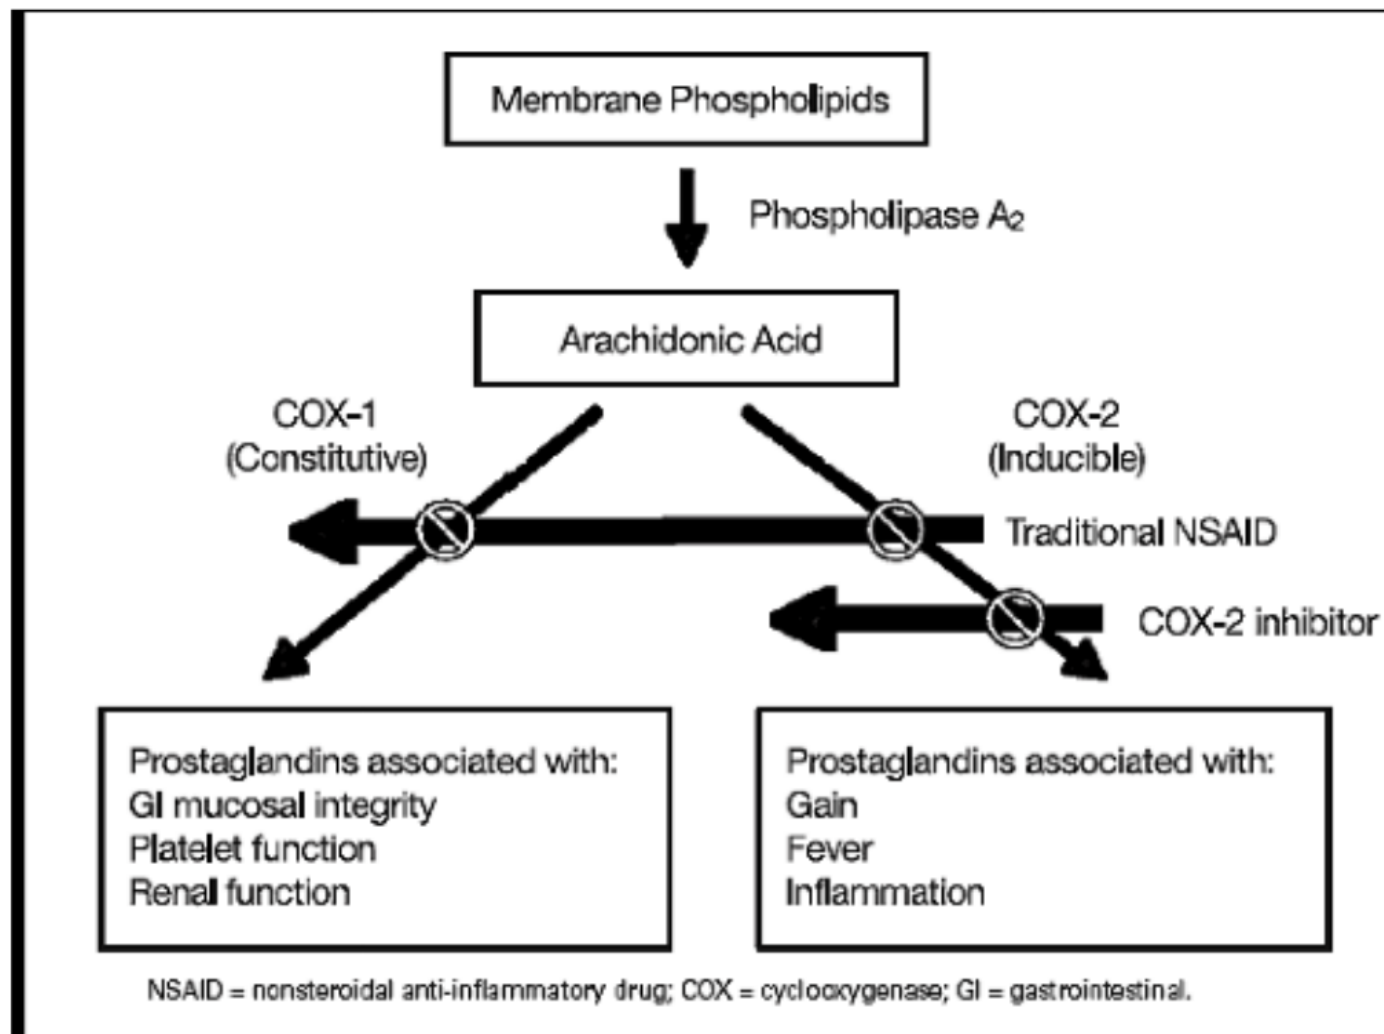 Membrane Phospholipids
Phospholipase A₂
Arachidonic Acid
COX-1
(Constitutive)
COX-2
(Inducible)
Traditional NSAID
COX-2 inhibitor
Prostaglandins associated with:
GI mucosal integrity
Platelet function
Renal function
Prostaglandins associated with:
Gain
Fever
Inflammation
NSAID = nonsteroidal anti-inflammatory drug; COX = cyclooxygenase; GI = gastrointestinal.